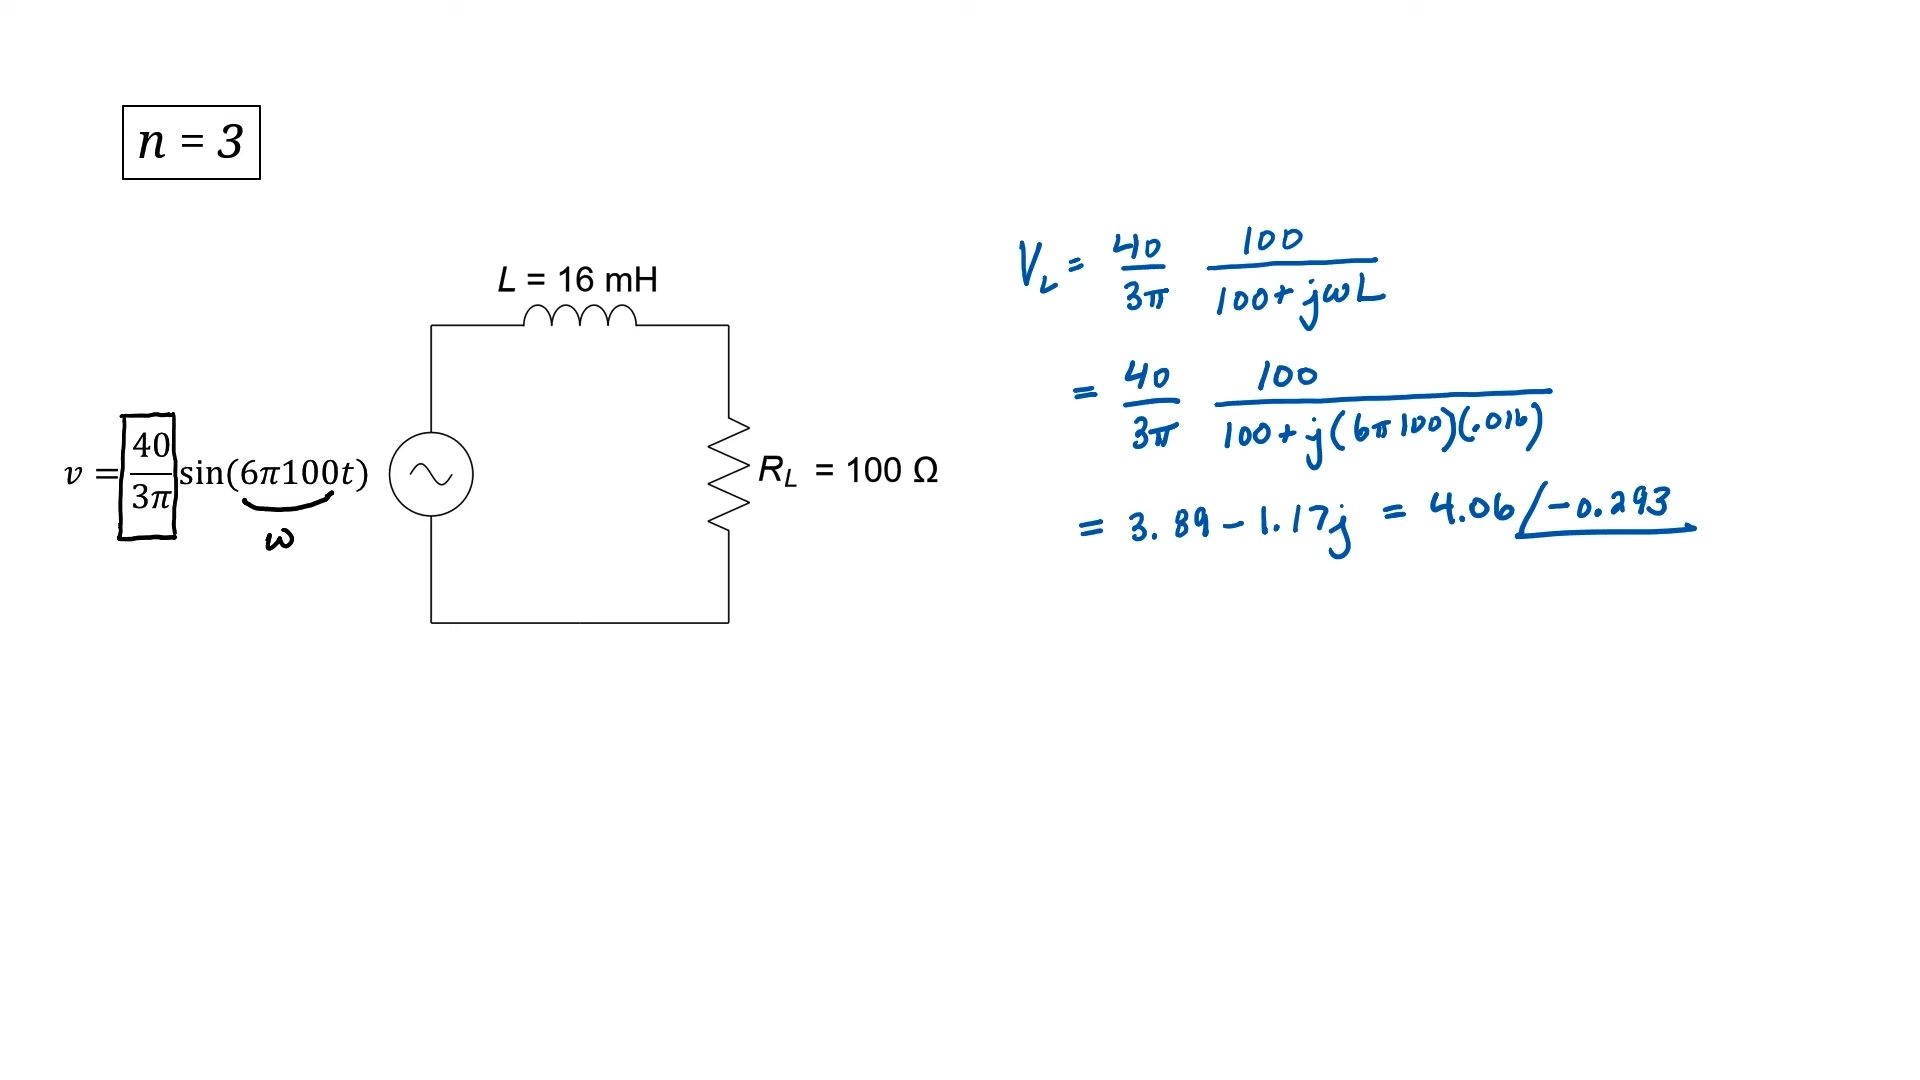 n = 3
L = 16 mH
v = 40/3π sin(6π100t)
ω
R_L = 100 Ω
V_L = 40/3π 100/100 + jωL
= 40/3π 100/100 + j(6π100)(.016)
= 3.89 - 1.17j = 4.06 ∠-0.293